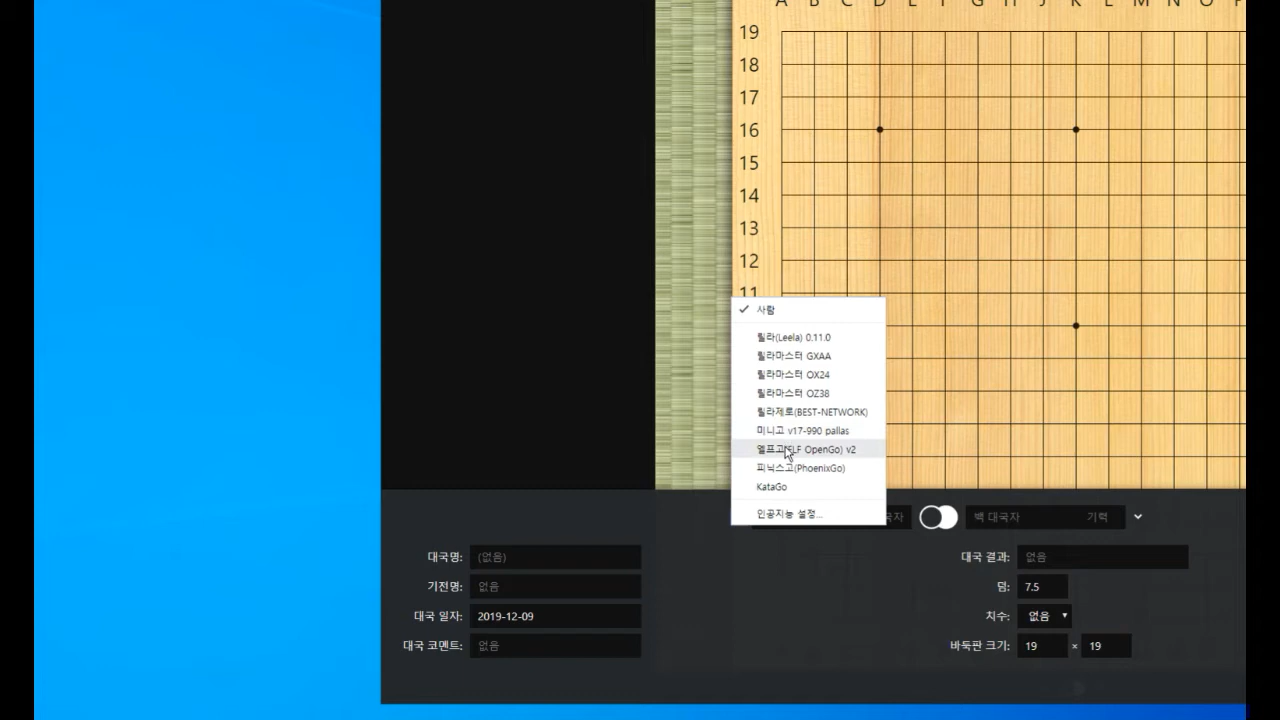 A B C D E F G H J K L M N O P
19
18
17
16
15
14
13
12
11
사람
릴라(Leela) 0.11.0
릴라마스터 GXAA
릴라마스터 OX24
릴라마스터 OZ38
릴라제로(BEST-NETWORK)
미니고 v17-990 pallas
엘프고(ELF OpenGo) v2
피닉스고(PhoenixGo)
KataGo
인공지능 설정...
국자 백 대국자 기력
대국명: (없음) 대국 결과: 없음
기전명: 없음 덤: 7.5
대국 일자: 2019-12-09 치수: 없음
대국 코멘트: 없음 바둑판 크기: 19 × 19